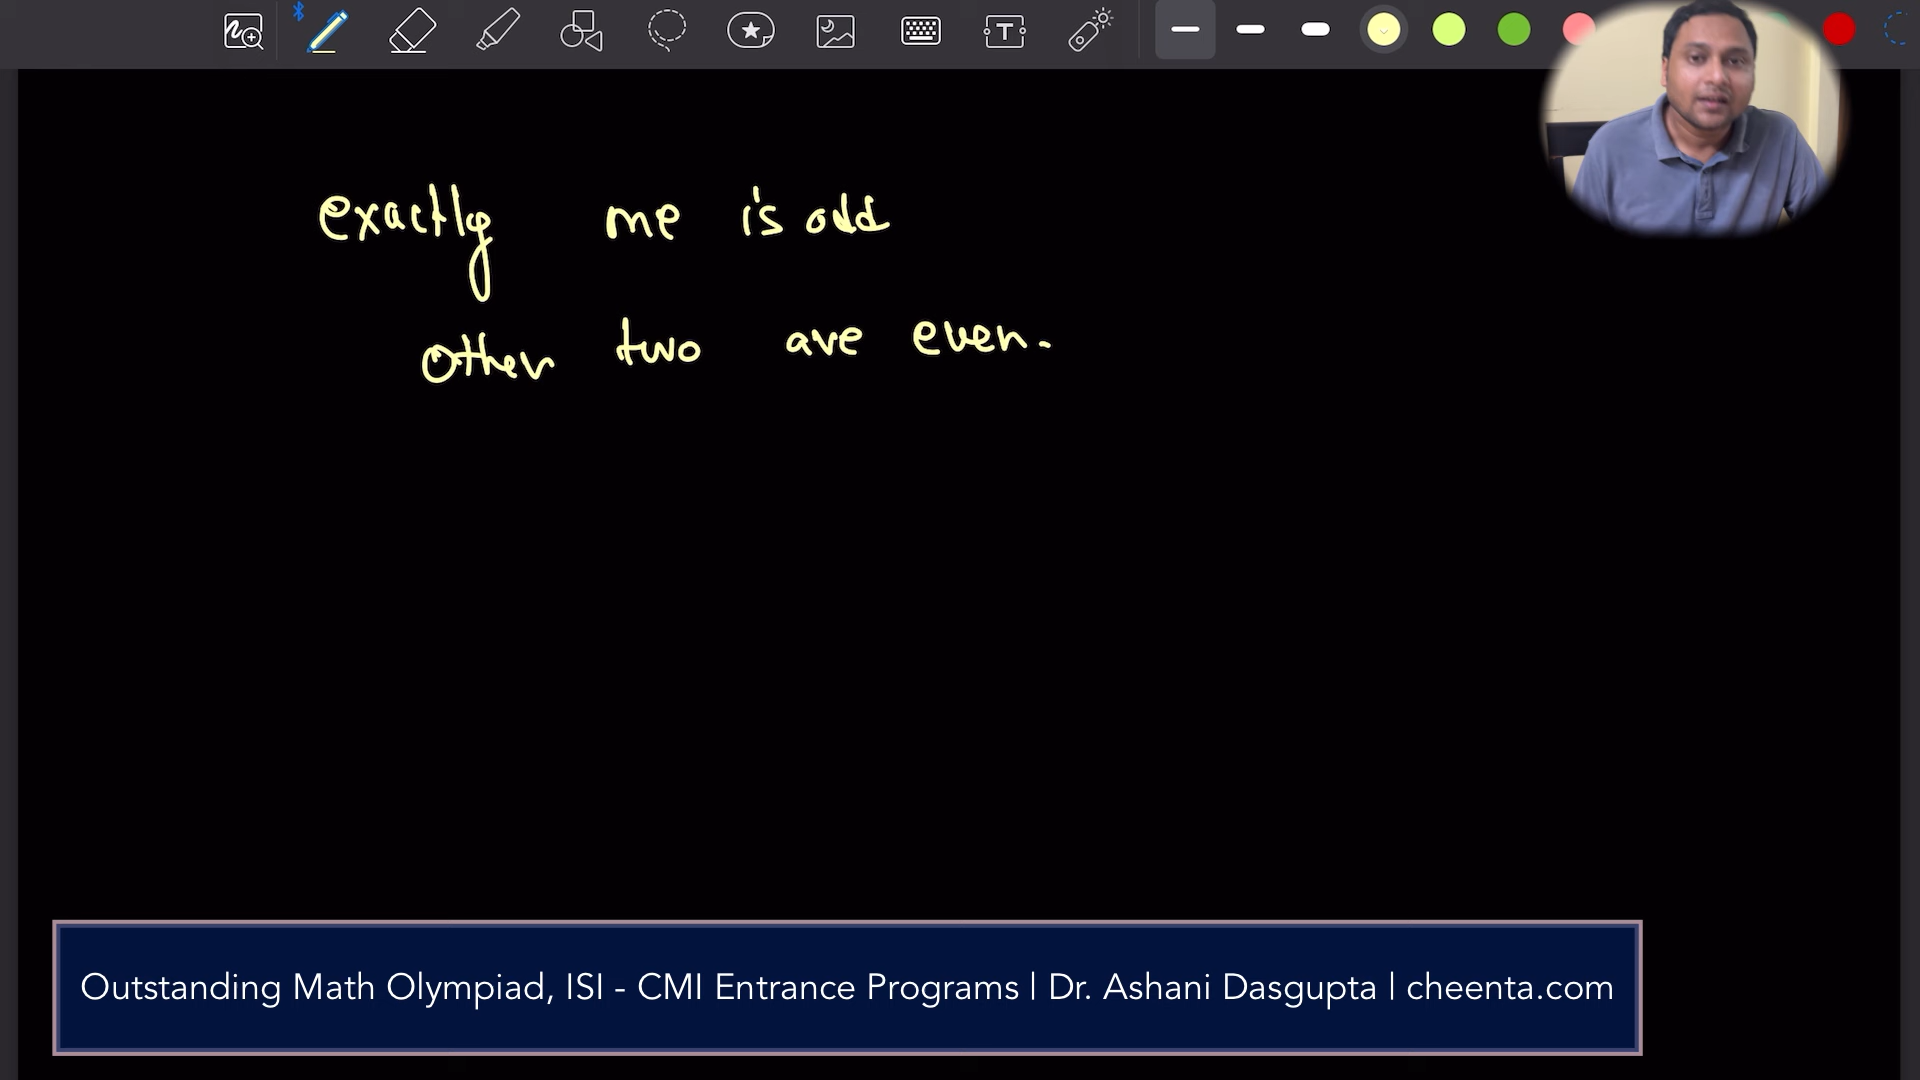 exactly one is odd
other two are even.
Outstanding Math Olympiad, ISI - CMI Entrance Programs | Dr. Ashani Dasgupta | cheenta.com